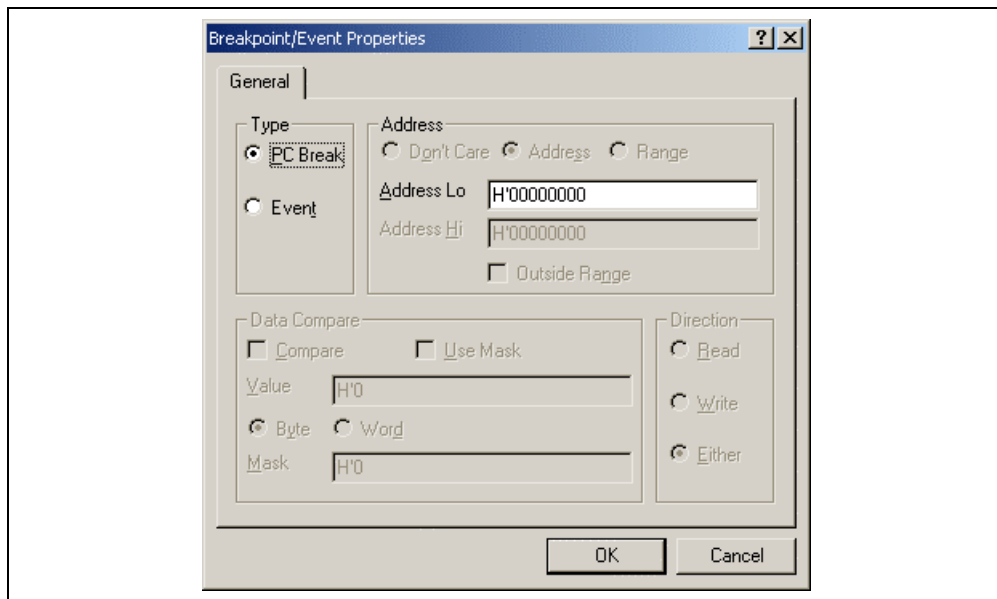 Breakpoint/Event Properties
General
Type
PC Break
Event
Address
Don't Care Address Range
Address Lo H'00000000
Address Hi H'00000000
Outside Range
Data Compare
Compare Use Mask
Value H'0
Byte Word
Mask H'0
Direction
Read
Write
Either
OK Cancel